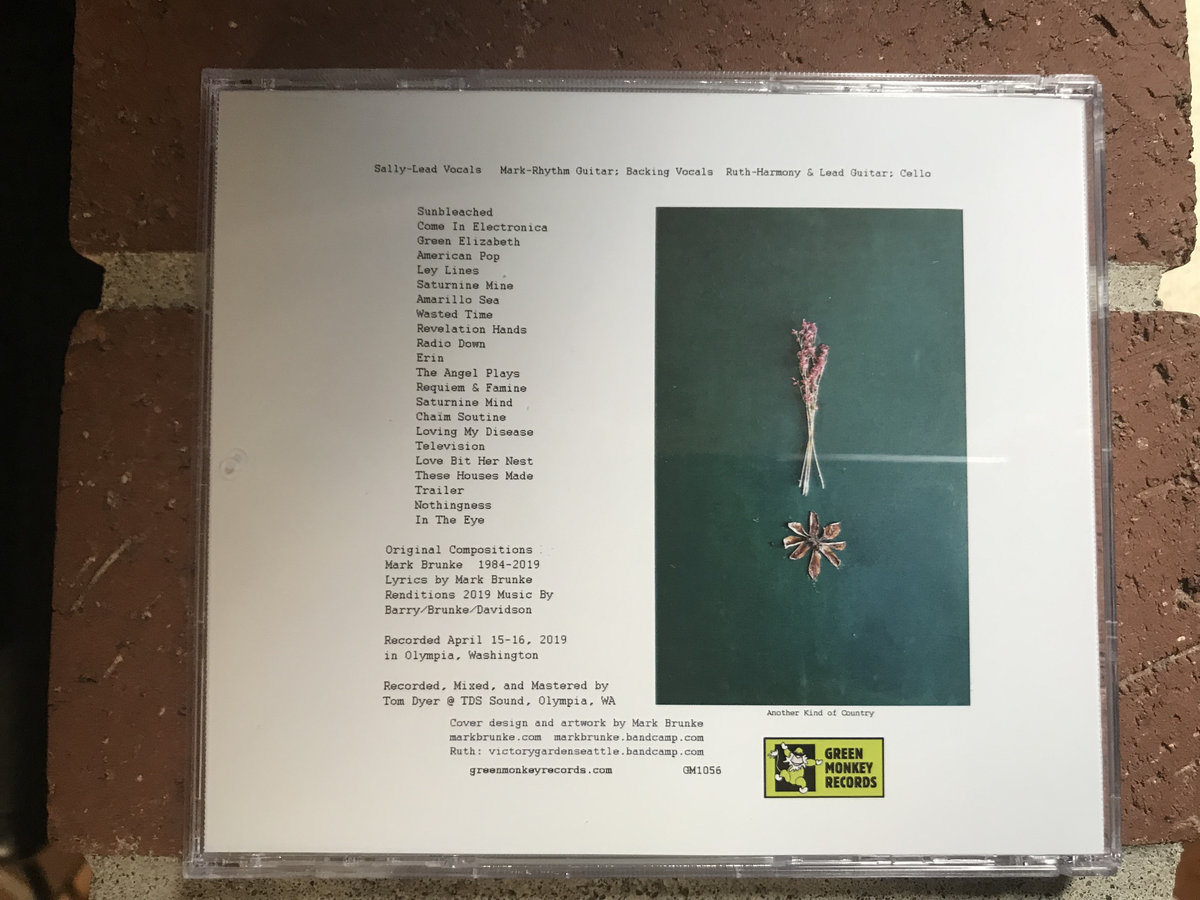 Sally-Lead Vocals Mark-Rhythm Guitar; Backing Vocals Ruth-Harmony & Lead Guitar; Cello
Sunbleached
Come In Electronica
Green Elizabeth
American Pop
Ley Lines
Saturnine Mine
Amarillo Sea
Wasted Time
Revelation Hands
Radio Down
Erin
The Angel Plays
Requiem & Famine
Saturnine Mind
Chaim Soutine
Loving My Disease
Television
Love Bit Her Nest
These Houses Made
Trailer
Nothingness
In The Eye
Original Compositions
Mark Brunke 1984-2019
Lyrics by Mark Brunke
Renditions 2019 Music By
Barry/Brunke/Davidson
Recorded April 15-16, 2019
in Olympia, Washington
Recorded, Mixed, and Mastered by
Tom Dyer @ TDS Sound, Olympia, WA
Cover design and artwork by Mark Brunke
markbrunke.com markbrunke.bandcamp.com
Ruth: victorygardenseattle.bandcamp.com
greenmonkeyrecords.com GM1056
Another Kind of Country
GREEN
MONKEY
RECORDS